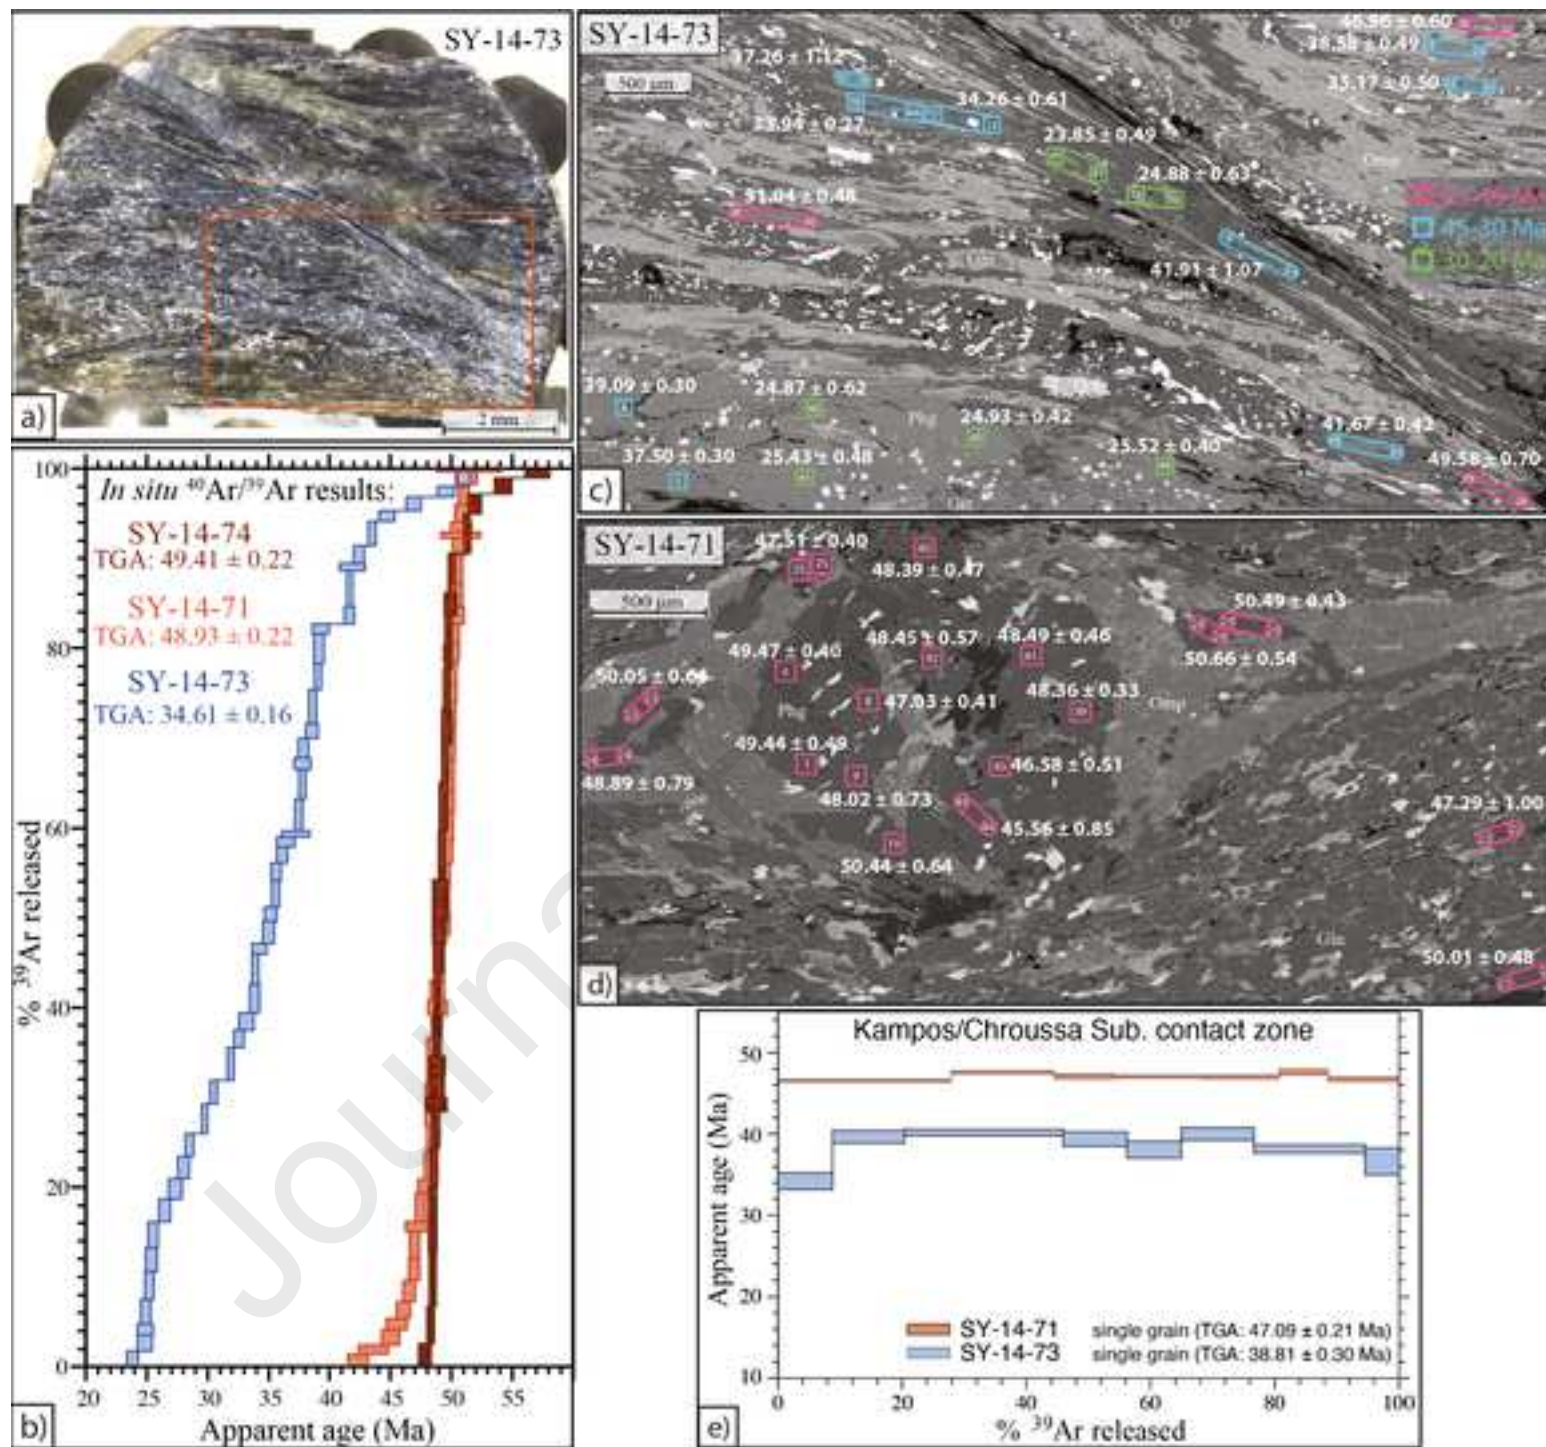 SY-14-73
2 mm
a)
SY-14-73
500 µm
37.26 ± 1.12
34.26 ± 0.61
23.85 ± 0.49
24.88 ± 0.63
51.04 ± 0.48
41.91 ± 1.07
46.96 ± 0.60
38.58 ± 0.49
35.17 ± 0.50
45-30 Ma
39.09 ± 0.30
24.87 ± 0.62
24.93 ± 0.42
37.50 ± 0.30
25.43 ± 0.48
25.52 ± 0.40
41.67 ± 0.42
49.58 ± 0.70
c)
In situ ⁴⁰Ar/³⁹Ar results:
SY-14-74
TGA: 49.41 ± 0.22
SY-14-71
TGA: 48.93 ± 0.22
SY-14-73
TGA: 34.61 ± 0.16
100
80
60
40
20
0
% ³⁹Ar released
20 25 30 35 40 45 50 55
Apparent age (Ma)
b)
SY-14-71
500 µm
47.51 ± 0.40
48.39 ± 0.47
50.49 ± 0.43
50.66 ± 0.54
48.45 ± 0.57
48.49 ± 0.46
49.47 ± 0.40
50.05 ± 0.64
47.03 ± 0.41
48.36 ± 0.33
Omp
49.44 ± 0.49
46.58 ± 0.51
48.89 ± 0.79
48.02 ± 0.73
45.56 ± 0.85
47.29 ± 1.00
50.44 ± 0.64
50.01 ± 0.48
d)
Kampos/Chroussa Sub. contact zone
50
40
30
20
10
Apparent age (Ma)
SY-14-71 single grain (TGA: 47.09 ± 0.21 Ma)
SY-14-73 single grain (TGA: 38.81 ± 0.30 Ma)
0 20 40 60 80 100
% ³⁹Ar released
e)
Journa